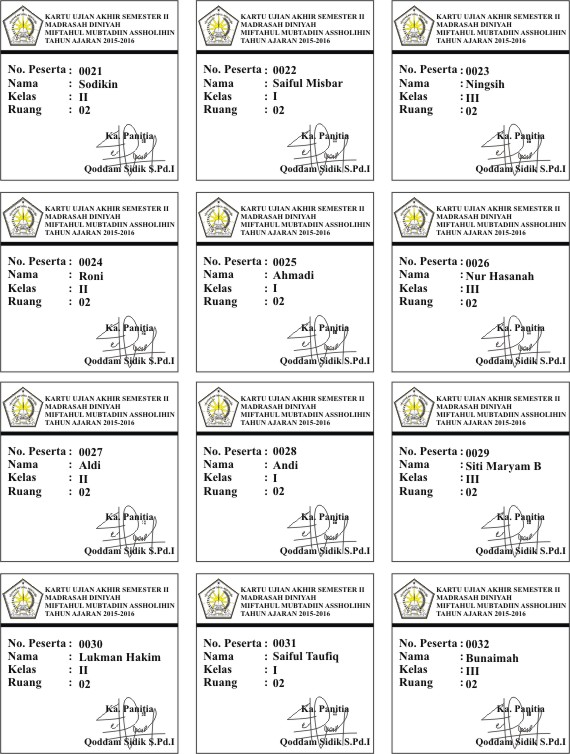 KARTU UJIAN AKHIR SEMESTER II
MADRASAH DINIYAH
MIFTAHUL MUBTADIIN ASSHOLIHIN
TAHUN AJARAN 2015-2016
No. Peserta : 0021
Nama : Sodikin
Kelas : II
Ruang : 02
Ka. Panitia
Qoddam Sidik S.Pd.I
KARTU UJIAN AKHIR SEMESTER II
MADRASAH DINIYAH
MIFTAHUL MUBTADIIN ASSHOLIHIN
TAHUN AJARAN 2015-2016
No. Peserta : 0022
Nama : Saiful Misbar
Kelas : I
Ruang : 02
Ka. Panitia
Qoddam Sidik S.Pd.I
KARTU UJIAN AKHIR SEMESTER II
MADRASAH DINIYAH
MIFTAHUL MUBTADIIN ASSHOLIHIN
TAHUN AJARAN 2015-2016
No. Peserta : 0023
Nama : Ningsih
Kelas : III
Ruang : 02
Ka. Panitia
Qoddam Sidik S.Pd.I
KARTU UJIAN AKHIR SEMESTER II
MADRASAH DINIYAH
MIFTAHUL MUBTADIIN ASSHOLIHIN
TAHUN AJARAN 2015-2016
No. Peserta : 0024
Nama : Roni
Kelas : II
Ruang : 02
Ka. Panitia
Qoddam Sidik S.Pd.I
KARTU UJIAN AKHIR SEMESTER II
MADRASAH DINIYAH
MIFTAHUL MUBTADIIN ASSHOLIHIN
TAHUN AJARAN 2015-2016
No. Peserta : 0025
Nama : Ahmadi
Kelas : I
Ruang : 02
Ka. Panitia
Qoddam Sidik S.Pd.I
KARTU UJIAN AKHIR SEMESTER II
MADRASAH DINIYAH
MIFTAHUL MUBTADIIN ASSHOLIHIN
TAHUN AJARAN 2015-2016
No. Peserta : 0026
Nama : Nur Hasanah
Kelas : III
Ruang : 02
Ka. Panitia
Qoddam Sidik S.Pd.I
KARTU UJIAN AKHIR SEMESTER II
MADRASAH DINIYAH
MIFTAHUL MUBTADIIN ASSHOLIHIN
TAHUN AJARAN 2015-2016
No. Peserta : 0027
Nama : Aldi
Kelas : II
Ruang : 02
Ka. Panitia
Qoddam Sidik S.Pd.I
KARTU UJIAN AKHIR SEMESTER II
MADRASAH DINIYAH
MIFTAHUL MUBTADIIN ASSHOLIHIN
TAHUN AJARAN 2015-2016
No. Peserta : 0028
Nama : Andi
Kelas : I
Ruang : 02
Ka. Panitia
Qoddam Sidik S.Pd.I
KARTU UJIAN AKHIR SEMESTER II
MADRASAH DINIYAH
MIFTAHUL MUBTADIIN ASSHOLIHIN
TAHUN AJARAN 2015-2016
No. Peserta : 0029
Nama : Siti Maryam B
Kelas : III
Ruang : 02
Ka. Panitia
Qoddam Sidik S.Pd.I
KARTU UJIAN AKHIR SEMESTER II
MADRASAH DINIYAH
MIFTAHUL MUBTADIIN ASSHOLIHIN
TAHUN AJARAN 2015-2016
No. Peserta : 0030
Nama : Lukman Hakim
Kelas : II
Ruang : 02
Ka. Panitia
Qoddam Sidik S.Pd.I
KARTU UJIAN AKHIR SEMESTER II
MADRASAH DINIYAH
MIFTAHUL MUBTADIIN ASSHOLIHIN
TAHUN AJARAN 2015-2016
No. Peserta : 0031
Nama : Saiful Taufiq
Kelas : I
Ruang : 02
Ka. Panitia
Qoddam Sidik S.Pd.I
KARTU UJIAN AKHIR SEMESTER II
MADRASAH DINIYAH
MIFTAHUL MUBTADIIN ASSHOLIHIN
TAHUN AJARAN 2015-2016
No. Peserta : 0032
Nama : Bunaimah
Kelas : III
Ruang : 02
Ka. Panitia
Qoddam Sidik S.Pd.I